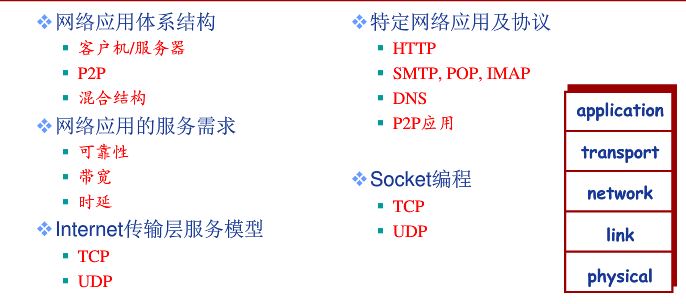 网络应用体系结构
客户机/服务器
P2P
混合结构
网络应用的服务需求
可靠性
带宽
时延
Internet传输层服务模型
TCP
UDP
特定网络应用及协议
HTTP
SMTP, POP, IMAP
DNS
P2P应用
Socket编程
TCP
UDP
application
transport
network
link
physical